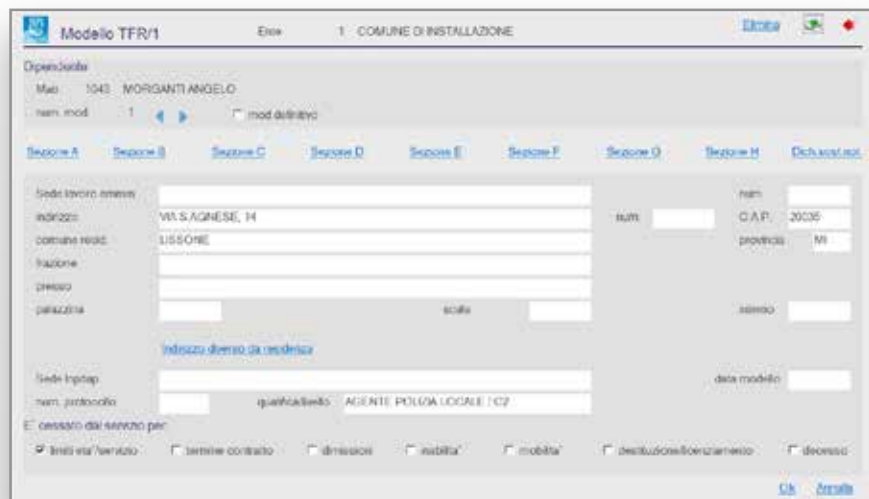 Modello TFR/1 Ente 1 COMUNE DI INSTALLAZIONE Elimina
Dipendente
Matr. 1043 MORGANTI ANGELO
num. mod. 1 mod definitivo
Sezione A Sezione B Sezione C Sezione D Sezione E Sezione F Sezione G Sezione H Dich.sost.not.
Sede lavoro num
indirizzo VIA S.AGNESE, 14 num C.A.P. 20035
comune resid. LISSONE provincia MI
frazione
presso
palazzina scala interno
Indirizzo diverso da residenza
Sede Inpdap data modello
num. protocollo qualifica/livello AGENTE POLIZIA LOCALE / C2
E' cessato dal servizio per:
limiti eta'/servizio termine contratto dimissioni inabilita' mobilita' destituzione/licenziamento decesso
Ok Annulla